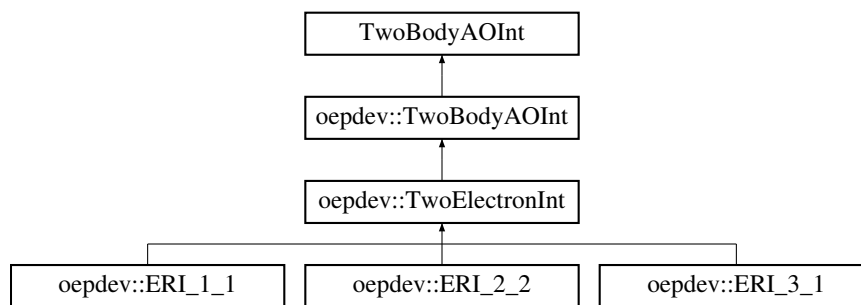 TwoBodyAOInt
oepdev::TwoBodyAOInt
oepdev::TwoElectronInt
oepdev::ERI_1_1
oepdev::ERI_2_2
oepdev::ERI_3_1